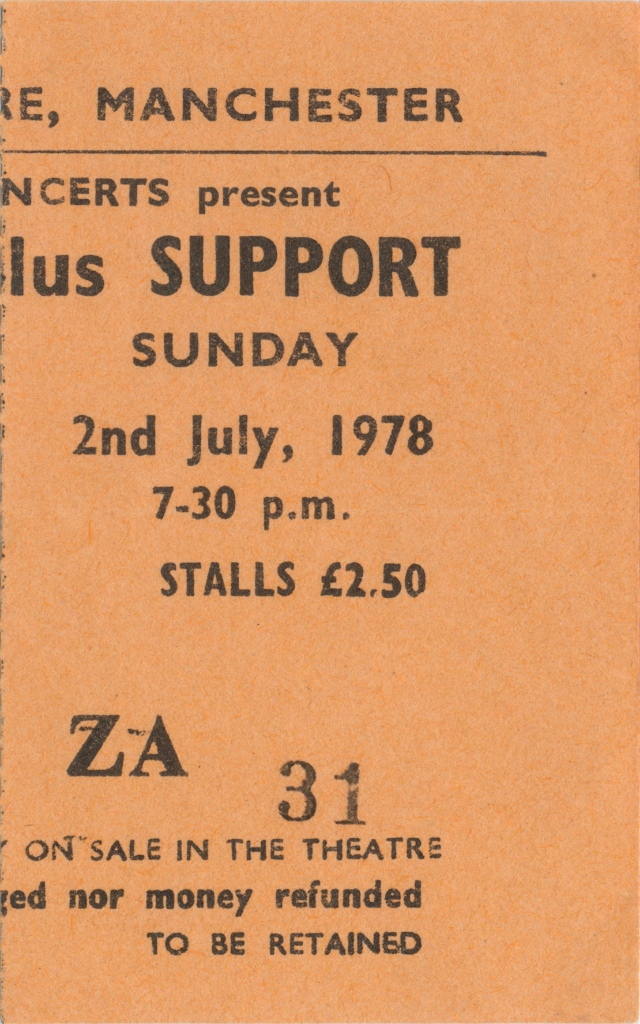 RE, MANCHESTER
NCERTS present
lus SUPPORT
SUNDAY
2nd July, 1978
7-30 p.m.
STALLS £2.50
ZA
31
ON SALE IN THE THEATRE
ged nor money refunded
TO BE RETAINED